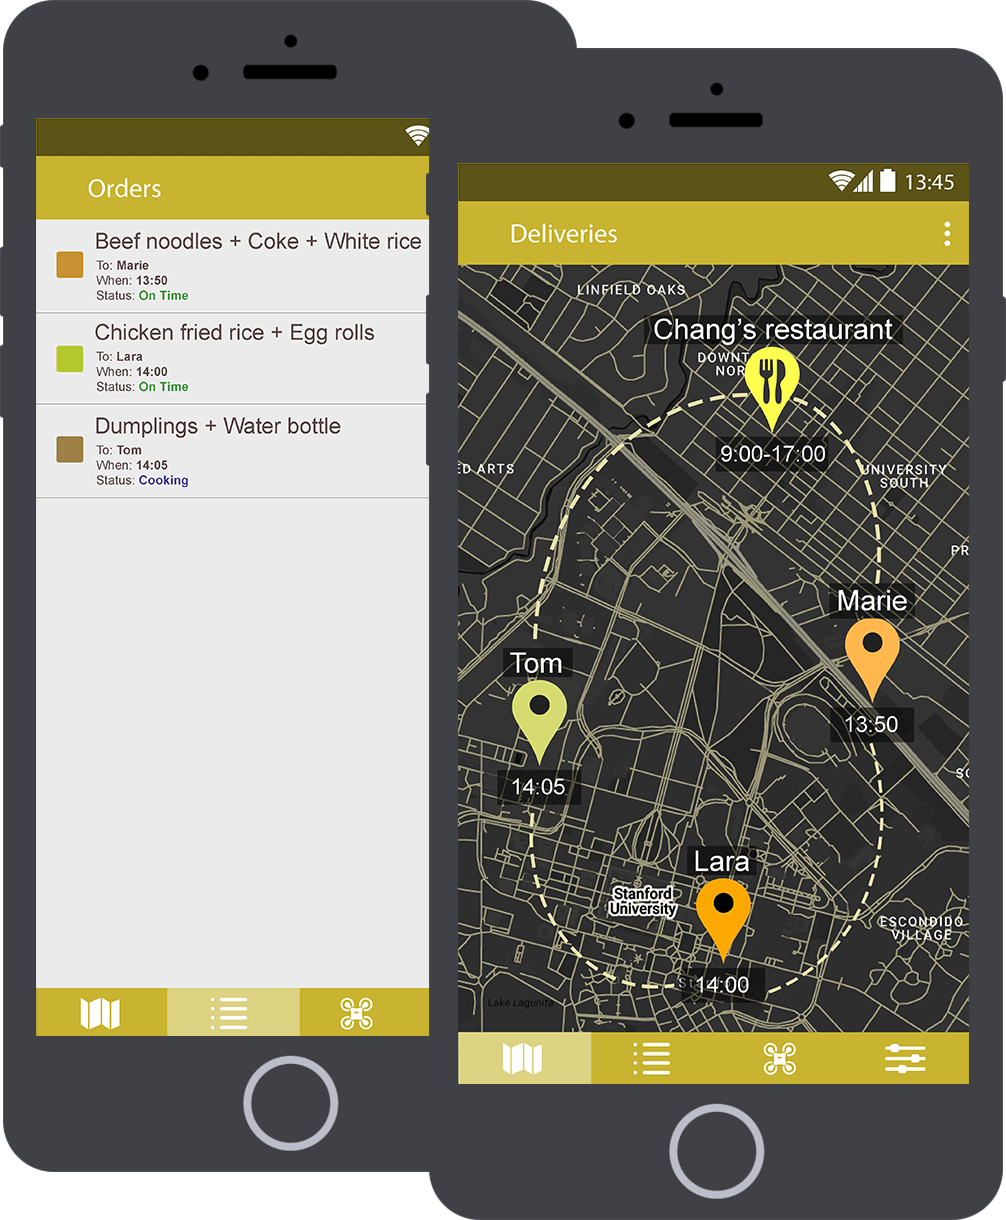 Orders
Beef noodles + Coke + White rice
To: Marie
When: 13:50
Status: On Time
Chicken fried rice + Egg rolls
To: Lara
When: 14:00
Status: On Time
Dumplings + Water bottle
To: Tom
When: 14:05
Status: Cooking
13:45
Deliveries
LINFIELD OAKS
Chang's restaurant
DOWNT
NOR
9:00-17:00
ED ARTS
UNIVERSITY
SOUTH
PR
Marie
13:50
Tom
14:05
SC
Lara
Stanford
University
ESCONDIDO
VILLAGE
14:00
Lake Lagunita